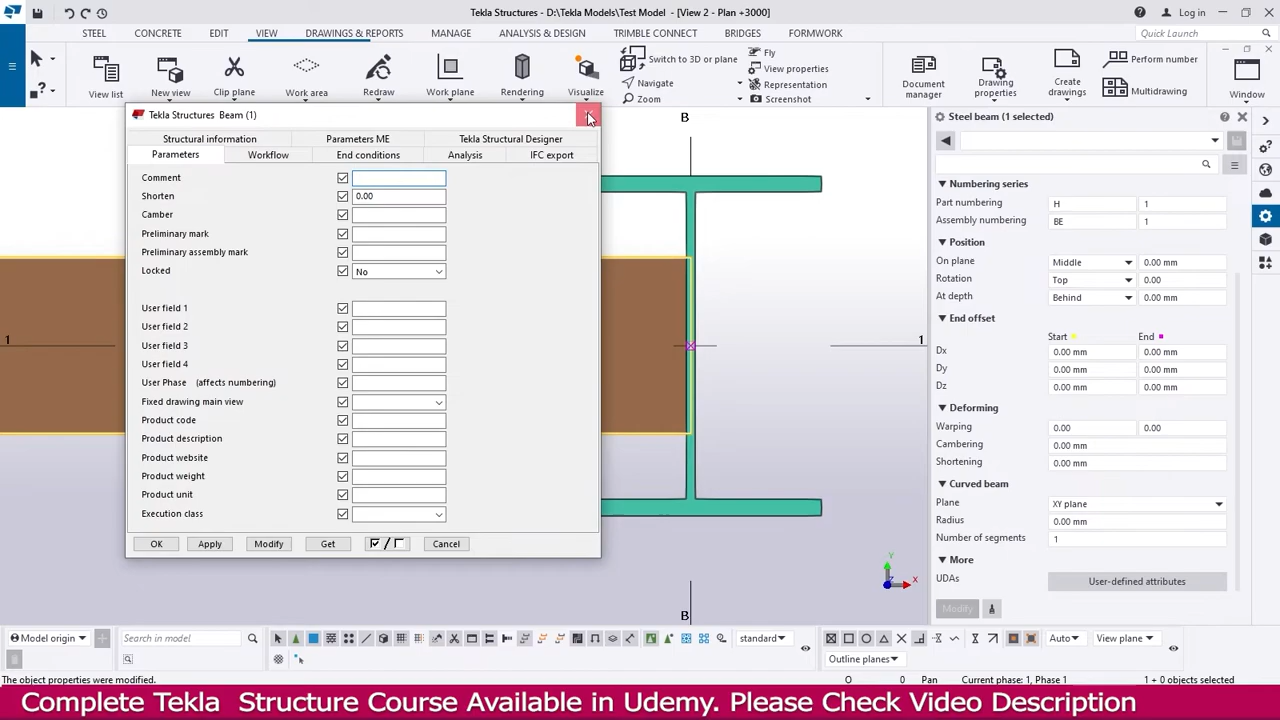 Tekla Structures - D:\Tekla Models\Test Model - [View 2 - Plan +3000]
Log in
STEEL CONCRETE EDIT VIEW DRAWINGS & REPORTS MANAGE ANALYSIS & DESIGN TRIMBLE CONNECT BRIDGES FORMWORK Quick Launch
View list
New view
Clip plane
Work area
Redraw
Work plane
Rendering
Visualize
Switch to 3D or plane
Navigate
Zoom
Fly
View properties
Representation
Screenshot
Document manager
Drawing properties
Create drawings
Perform number
Multidrawing
Window
Tekla Structures Beam (1)
Structural information Parameters ME Tekla Structural Designer
Parameters Workflow End conditions Analysis IFC export
Comment
Shorten 0.00
Camber
Preliminary mark
Preliminary assembly mark
Locked No
User field 1
User field 2
User field 3
User field 4
User Phase (affects numbering)
Fixed drawing main view
Product code
Product description
Product website
Product weight
Product unit
Execution class
OK Apply Modify Get / Cancel
B
1
1
B
Y
X
Z
Steel beam (1 selected)
Numbering series
Part numbering H 1
Assembly numbering BE 1
Position
On plane Middle 0.00 mm
Rotation Top 0.00 mm
At depth Behind 0.00 mm
End offset
Start End
Dx 0.00 mm 0.00 mm
Dy 0.00 mm 0.00 mm
Dz 0.00 mm 0.00 mm
Deforming
Warping 0.00 0.00
Cambering 0.00 mm
Shortening 0.00 mm
Curved beam
Plane XY plane
Radius 0.00 mm
Number of segments 1
More
UDAs User-defined attributes
Modify
Model origin Search in model standard Auto View plane
Outline planes
The object properties were modified. O 0 Pan Current phase: 1, Phase 1 1 + 0 objects selected
Complete Tekla Structure Course Available in Udemy. Please Check Video Description